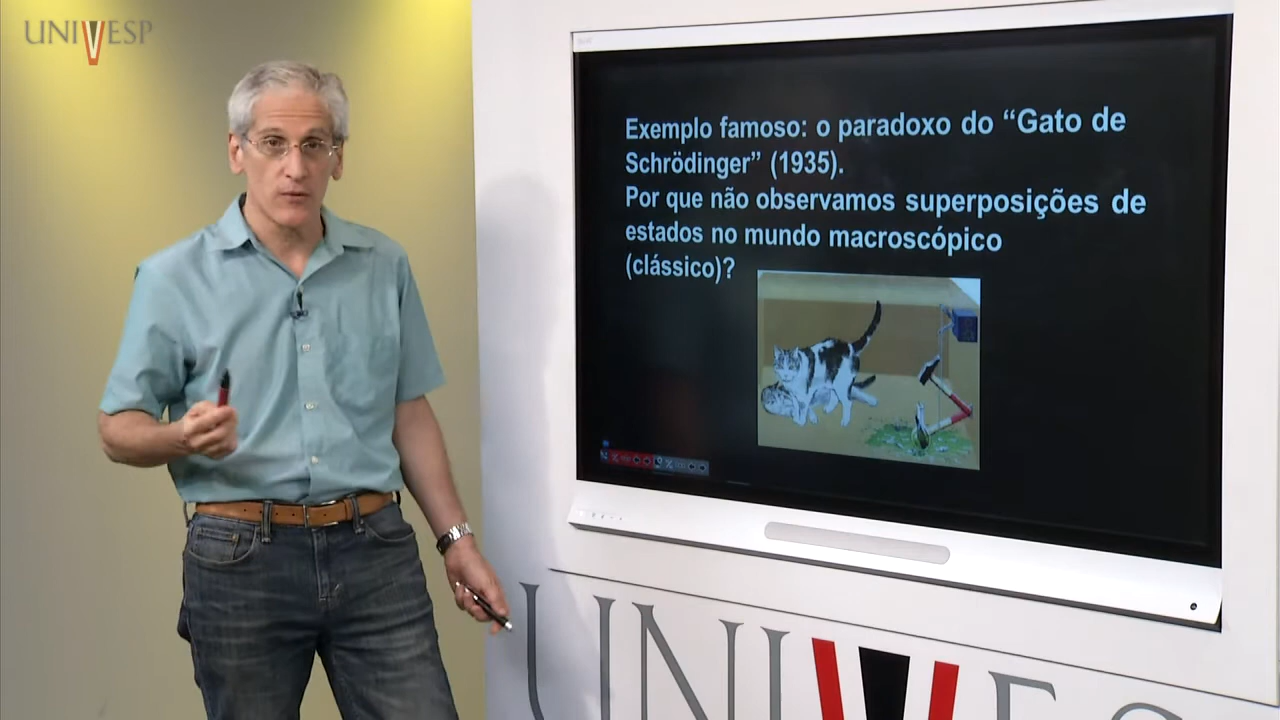 UNIVESP
Exemplo famoso: o paradoxo do “Gato de
Schrödinger” (1935).
Por que não observamos superposições de
estados no mundo macroscópico
(clássico)?
UNIVESP